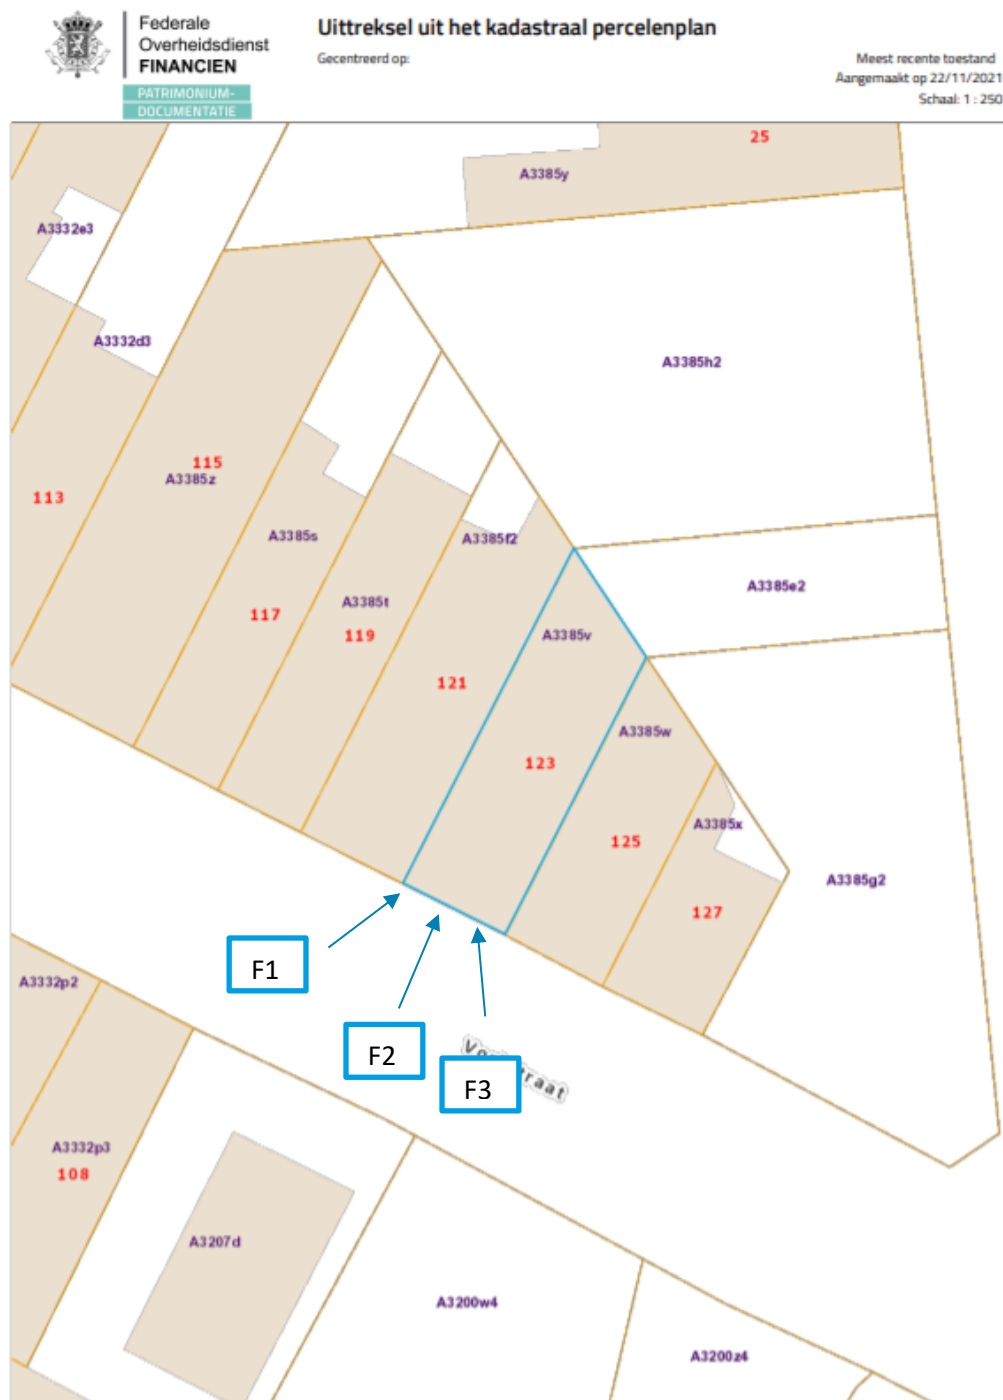 Federale
Overheidsdienst
FINANCIEN
PATRIMONIUM-
DOCUMENTATIE
Uittreksel uit het kadastraal percelenplan
Gecentreerd op:
Meest recente toestand
Aangemaakt op 22/11/2021
Schaal: 1 : 250
25
A3385y
A3332e3
A3332d3
A3385h2
115
A3385z
113
A3385s
A3385f2
A3385e2
A3385t
117
119
A3385v
121
A3385w
123
A3385x
125
A3385g2
127
F1
A3332p2
F2
F3
A3332p3
108
A3207d
A3200w4
A3200z4